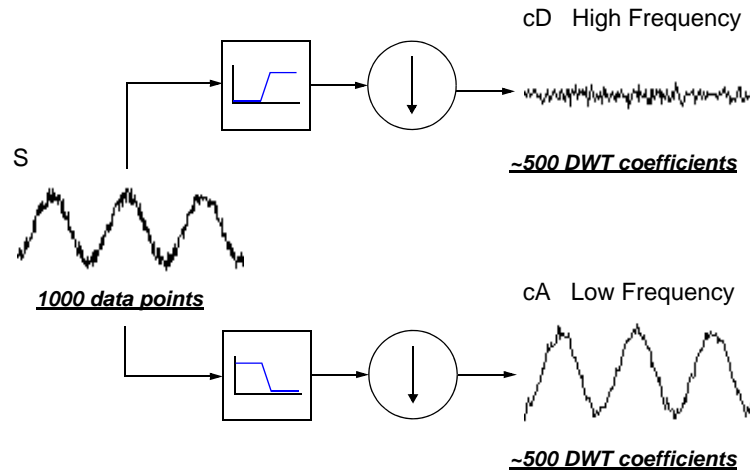 cD High Frequency
S
~500 DWT coefficients
1000 data points
cA Low Frequency
~500 DWT coefficients